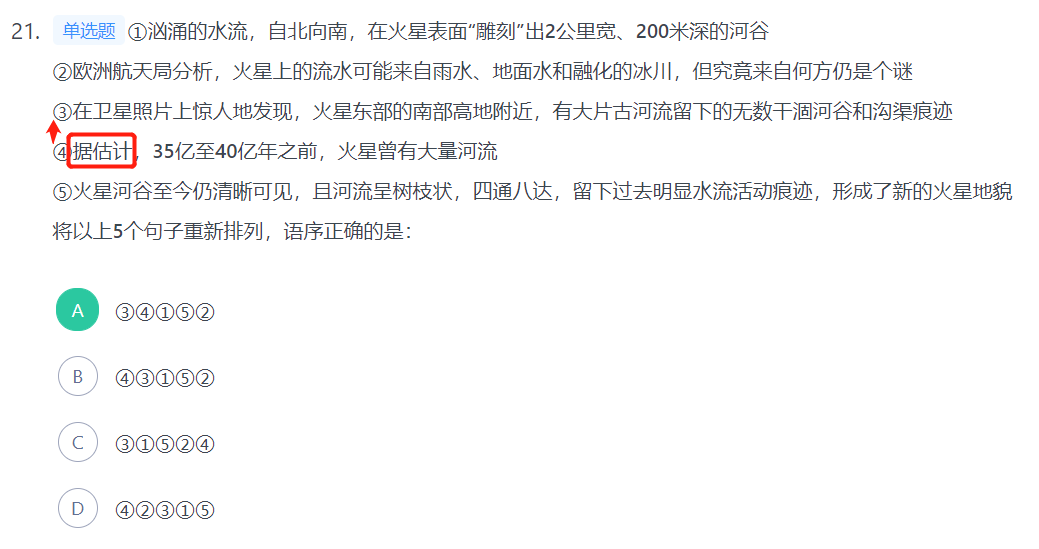 21. 单选题 ①汹涌的水流，自北向南，在火星表面“雕刻”出2公里宽、200米深的河谷
②欧洲航天局分析，火星上的流水可能来自雨水、地面水和融化的冰川，但究竟来自何方仍是个谜
③在卫星照片上惊人地发现，火星东部的南部高地附近，有大片古河流留下的无数干涸河谷和沟渠痕迹
④据估计，35亿至40亿年之前，火星曾有大量河流
⑤火星河谷至今仍清晰可见，且河流呈树枝状，四通八达，留下过去明显水流活动痕迹，形成了新的火星地貌
将以上5个句子重新排列，语序正确的是：
A ③④①⑤②
B ④③①⑤②
C ③①⑤②④
D ④②③①⑤